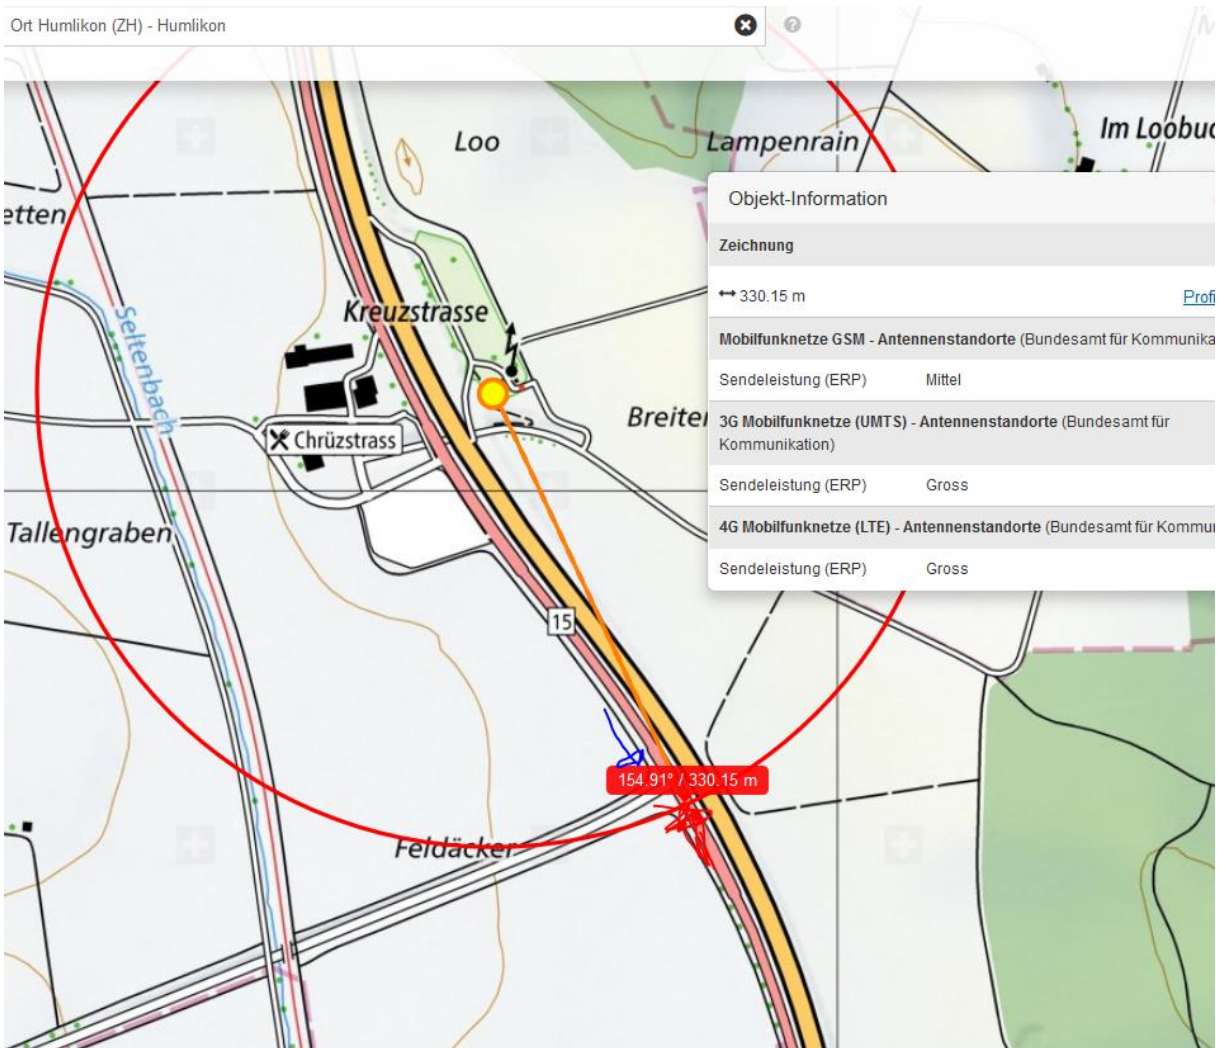 Ort Humlikon (ZH) - Humlikon
Loo
Lampenrain
Im Loobuc
Objekt-Information
etten
Zeichnung
330.15 m
Profi
Kreuzstrasse
Seltenbach
Mobilfunknetze GSM - Antennenstandorte (Bundesamt für Kommunika
Sendeleistung (ERP) Mittel
3G Mobilfunknetze (UMTS) - Antennenstandorte (Bundesamt für
Kommunikation)
Breiten
Chrüzstrass
Sendeleistung (ERP) Gross
Tallengraben
4G Mobilfunknetze (LTE) - Antennenstandorte (Bundesamt für Kommun
Sendeleistung (ERP) Gross
15
154.91° / 330.15 m
Feldäcker